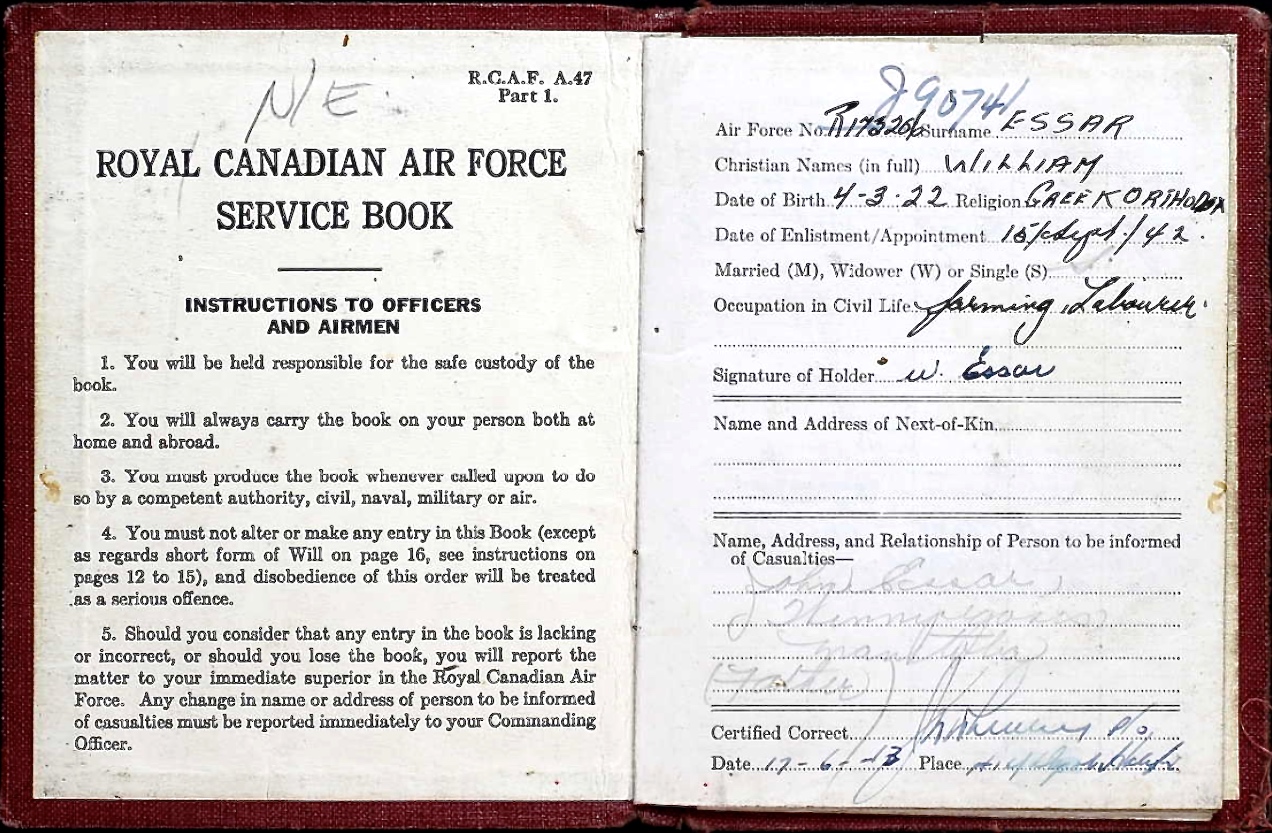 N/E
R.C.A.F. A.47
Part 1.
ROYAL CANADIAN AIR FORCE
SERVICE BOOK
INSTRUCTIONS TO OFFICERS
AND AIRMEN
1. You will be held responsible for the safe custody of the
book.
2. You will always carry the book on your person both at
home and abroad.
3. You must produce the book whenever called upon to do
so by a competent authority, civil, naval, military or air.
4. You must not alter or make any entry in this Book (except
as regards short form of Will on page 16, see instructions on
pages 12 to 15), and disobedience of this order will be treated
as a serious offence.
5. Should you consider that any entry in the book is lacking
or incorrect, or should you lose the book, you will report the
matter to your immediate superior in the Royal Canadian Air
Force. Any change in name or address of person to be informed
of casualties must be reported immediately to your Commanding
Officer.
J90741
Air Force No. R173266 Surname ESSAR
Christian Names (in full) WILLIAM
Date of Birth 4-3-22 Religion GREEK ORTHODOX
Date of Enlistment/Appointment 15/Sept/42.
Married (M), Widower (W) or Single (S)
Occupation in Civil Life farming, Labourer.
Signature of Holder W. Essar
Name and Address of Next-of-Kin
Name, Address, and Relationship of Person to be informed
of Casualties—
John Essar
Winnipegosis
Manitoba
(Father)
Certified Correct
Date 17-6-43 Place